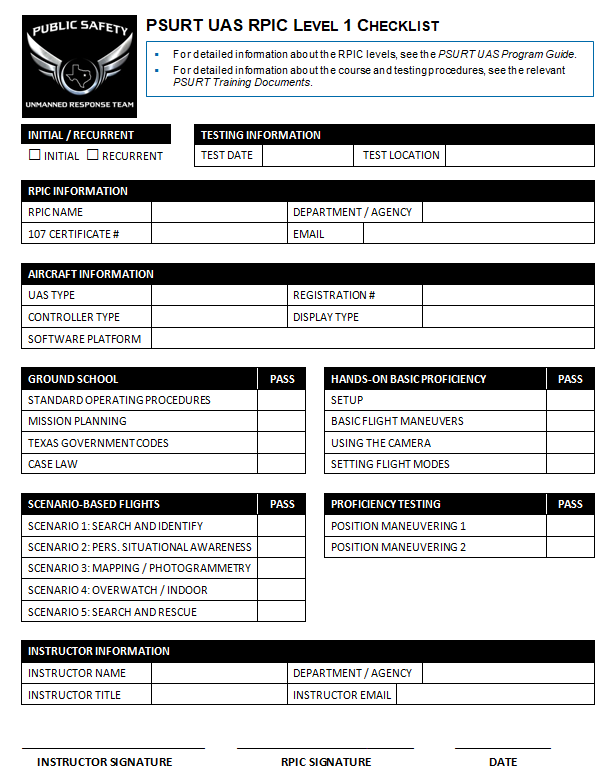 PUBLIC SAFETY
UNMANNED RESPONSE TEAM
PSURT UAS RPIC LEVEL 1 CHECKLIST
▪ For detailed information about the RPIC levels, see the PSURT UAS Program Guide.
▪ For detailed information about the course and testing procedures, see the relevant
PSURT Training Documents.
INITIAL / RECURRENT
☐ INITIAL ☐ RECURRENT
TESTING INFORMATION
TEST DATE TEST LOCATION
RPIC INFORMATION
RPIC NAME DEPARTMENT / AGENCY
107 CERTIFICATE # EMAIL
AIRCRAFT INFORMATION
UAS TYPE REGISTRATION #
CONTROLLER TYPE DISPLAY TYPE
SOFTWARE PLATFORM
GROUND SCHOOL PASS
STANDARD OPERATING PROCEDURES
MISSION PLANNING
TEXAS GOVERNMENT CODES
CASE LAW
HANDS-ON BASIC PROFICIENCY PASS
SETUP
BASIC FLIGHT MANEUVERS
USING THE CAMERA
SETTING FLIGHT MODES
SCENARIO-BASED FLIGHTS PASS
SCENARIO 1: SEARCH AND IDENTIFY
SCENARIO 2: PERS. SITUATIONAL AWARENESS
SCENARIO 3: MAPPING / PHOTOGRAMMETRY
SCENARIO 4: OVERWATCH / INDOOR
SCENARIO 5: SEARCH AND RESCUE
PROFICIENCY TESTING PASS
POSITION MANEUVERING 1
POSITION MANEUVERING 2
INSTRUCTOR INFORMATION
INSTRUCTOR NAME DEPARTMENT / AGENCY
INSTRUCTOR TITLE INSTRUCTOR EMAIL
INSTRUCTOR SIGNATURE RPIC SIGNATURE DATE